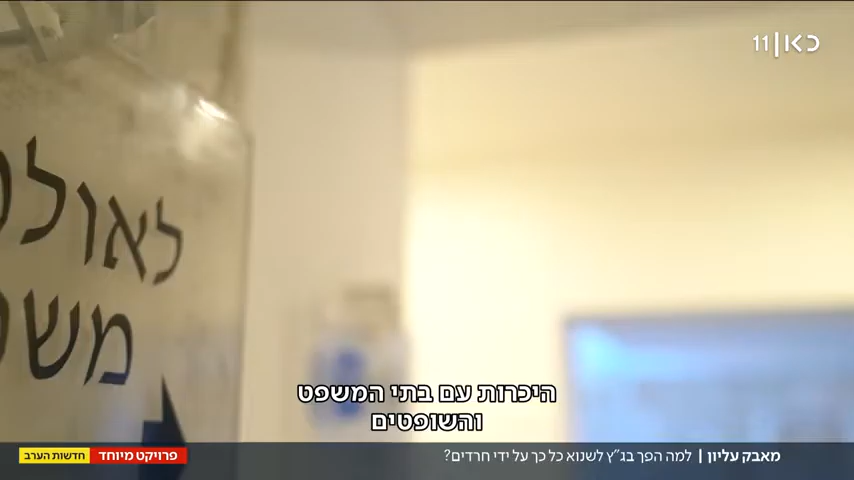 כאן 11
לאול
משפ
היכרות עם בתי המשפט
והשופטים
מאבק עליון | למה הפך בג״ץ לשנוא כל כך על ידי חרדים?
פרויקט מיוחד
חדשות הערב